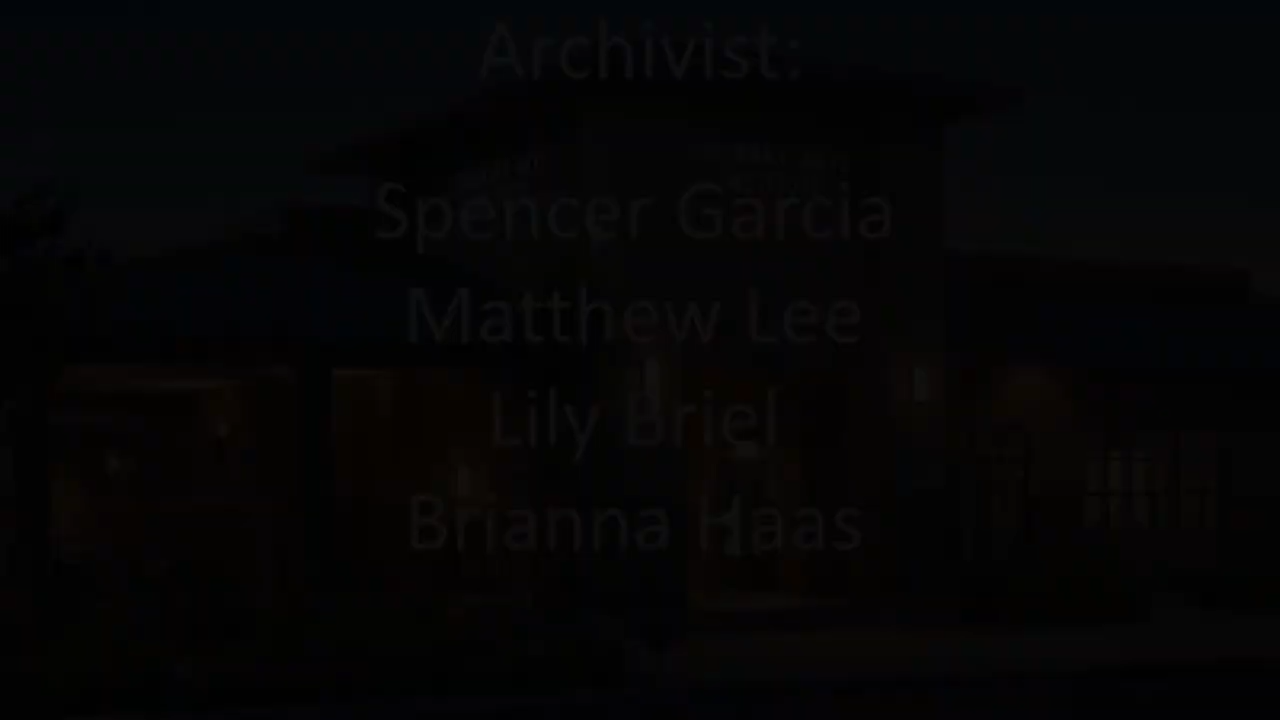 Archivist:
Spencer Garcia
Matthew Lee
Lily Briel
Brianna Haas